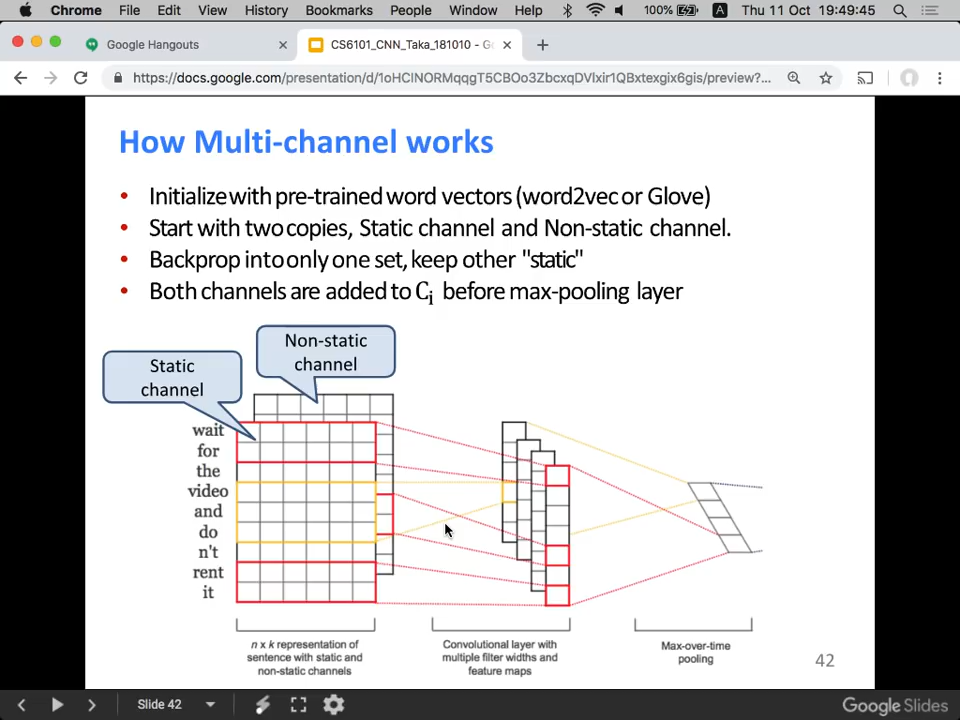 Chrome File Edit View History Bookmarks People Window Help 100% A Thu 11 Oct 19:49:45
Google Hangouts
CS6101_CNN_Taka_181010 - Go
https://docs.google.com/presentation/d/1oHClNORMqqgT5CBOo3ZbcxqDVlxir1QBxtexgix6gis/preview?...
How Multi-channel works
• Initialize with pre-trained word vectors (word2vec or Glove)
• Start with two copies, Static channel and Non-static channel.
• Backprop into only one set, keep other "static"
• Both channels are added to Ci before max-pooling layer
Non-static
channel
Static
channel
wait
for
the
video
and
do
n't
rent
it
n x k representation of
sentence with static and
non-static channels
Convolutional layer with
multiple filter widths and
feature maps
Max-over-time
pooling
42
Slide 42
Google Slides